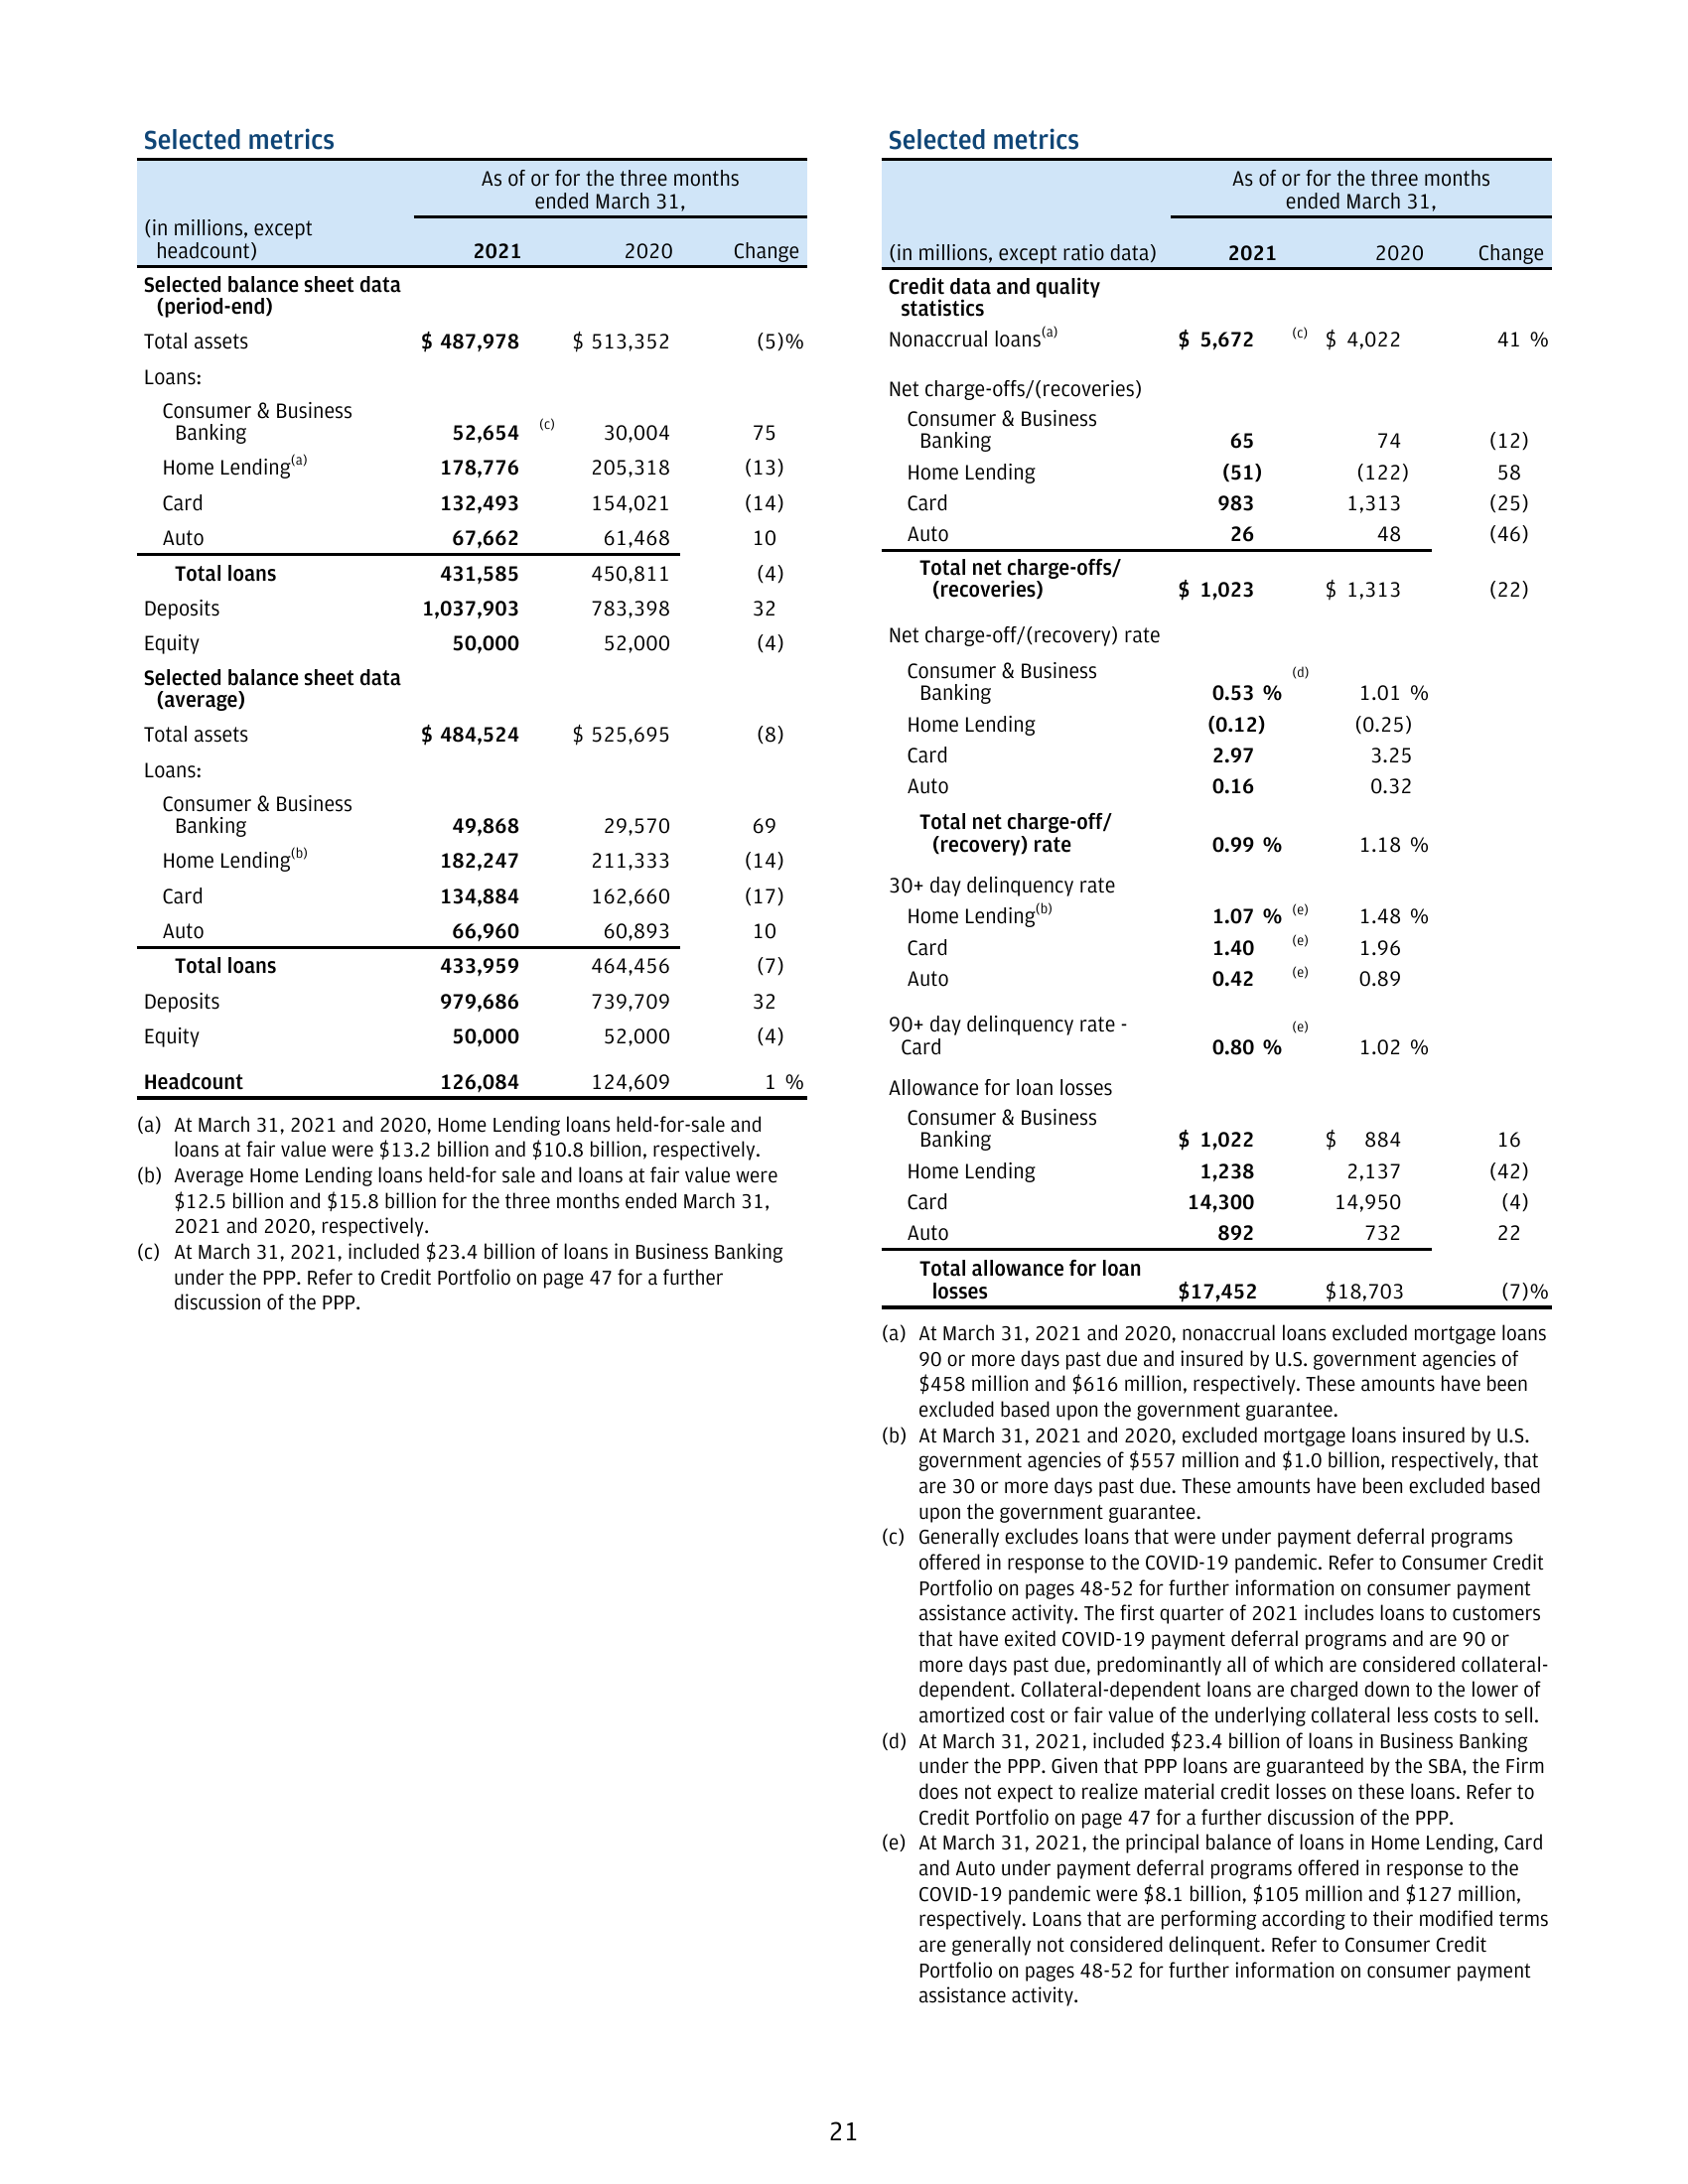 Selected metrics
As of or for the three months
ended March 31,
(in millions, except
headcount) 2021 2020 Change
Selected balance sheet data
(period-end)
Total assets $ 487,978 $ 513,352 (5)%
Loans:
Consumer & Business
Banking 52,654 (c) 30,004 75
Home Lending(a) 178,776 205,318 (13)
Card 132,493 154,021 (14)
Auto 67,662 61,468 10
Total loans 431,585 450,811 (4)
Deposits 1,037,903 783,398 32
Equity 50,000 52,000 (4)
Selected balance sheet data
(average)
Total assets $ 484,524 $ 525,695 (8)
Loans:
Consumer & Business
Banking 49,868 29,570 69
Home Lending(b) 182,247 211,333 (14)
Card 134,884 162,660 (17)
Auto 66,960 60,893 10
Total loans 433,959 464,456 (7)
Deposits 979,686 739,709 32
Equity 50,000 52,000 (4)
Headcount 126,084 124,609 1 %
(a) At March 31, 2021 and 2020, Home Lending loans held-for-sale and
loans at fair value were $13.2 billion and $10.8 billion, respectively.
(b) Average Home Lending loans held-for sale and loans at fair value were
$12.5 billion and $15.8 billion for the three months ended March 31,
2021 and 2020, respectively.
(c) At March 31, 2021, included $23.4 billion of loans in Business Banking
under the PPP. Refer to Credit Portfolio on page 47 for a further
discussion of the PPP.
Selected metrics
As of or for the three months
ended March 31,
(in millions, except ratio data) 2021 2020 Change
Credit data and quality
statistics
Nonaccrual loans(a) $ 5,672 (c) $ 4,022 41 %
Net charge-offs/(recoveries)
Consumer & Business
Banking 65 74 (12)
Home Lending (51) (122) 58
Card 983 1,313 (25)
Auto 26 48 (46)
Total net charge-offs/
(recoveries) $ 1,023 $ 1,313 (22)
Net charge-off/(recovery) rate
Consumer & Business
Banking 0.53 % (d) 1.01 %
Home Lending (0.12) (0.25)
Card 2.97 3.25
Auto 0.16 0.32
Total net charge-off/
(recovery) rate 0.99 % 1.18 %
30+ day delinquency rate
Home Lending(b) 1.07 % (e) 1.48 %
Card 1.40 (e) 1.96
Auto 0.42 (e) 0.89
90+ day delinquency rate -
Card 0.80 % (e) 1.02 %
Allowance for loan losses
Consumer & Business
Banking $ 1,022 $ 884 16
Home Lending 1,238 2,137 (42)
Card 14,300 14,950 (4)
Auto 892 732 22
Total allowance for loan
losses $17,452 $18,703 (7)%
(a) At March 31, 2021 and 2020, nonaccrual loans excluded mortgage loans
90 or more days past due and insured by U.S. government agencies of
$458 million and $616 million, respectively. These amounts have been
excluded based upon the government guarantee.
(b) At March 31, 2021 and 2020, excluded mortgage loans insured by U.S.
government agencies of $557 million and $1.0 billion, respectively, that
are 30 or more days past due. These amounts have been excluded based
upon the government guarantee.
(c) Generally excludes loans that were under payment deferral programs
offered in response to the COVID-19 pandemic. Refer to Consumer Credit
Portfolio on pages 48-52 for further information on consumer payment
assistance activity. The first quarter of 2021 includes loans to customers
that have exited COVID-19 payment deferral programs and are 90 or
more days past due, predominantly all of which are considered collateral-
dependent. Collateral-dependent loans are charged down to the lower of
amortized cost or fair value of the underlying collateral less costs to sell.
(d) At March 31, 2021, included $23.4 billion of loans in Business Banking
under the PPP. Given that PPP loans are guaranteed by the SBA, the Firm
does not expect to realize material credit losses on these loans. Refer to
Credit Portfolio on page 47 for a further discussion of the PPP.
(e) At March 31, 2021, the principal balance of loans in Home Lending, Card
and Auto under payment deferral programs offered in response to the
COVID-19 pandemic were $8.1 billion, $105 million and $127 million,
respectively. Loans that are performing according to their modified terms
are generally not considered delinquent. Refer to Consumer Credit
Portfolio on pages 48-52 for further information on consumer payment
assistance activity.
21